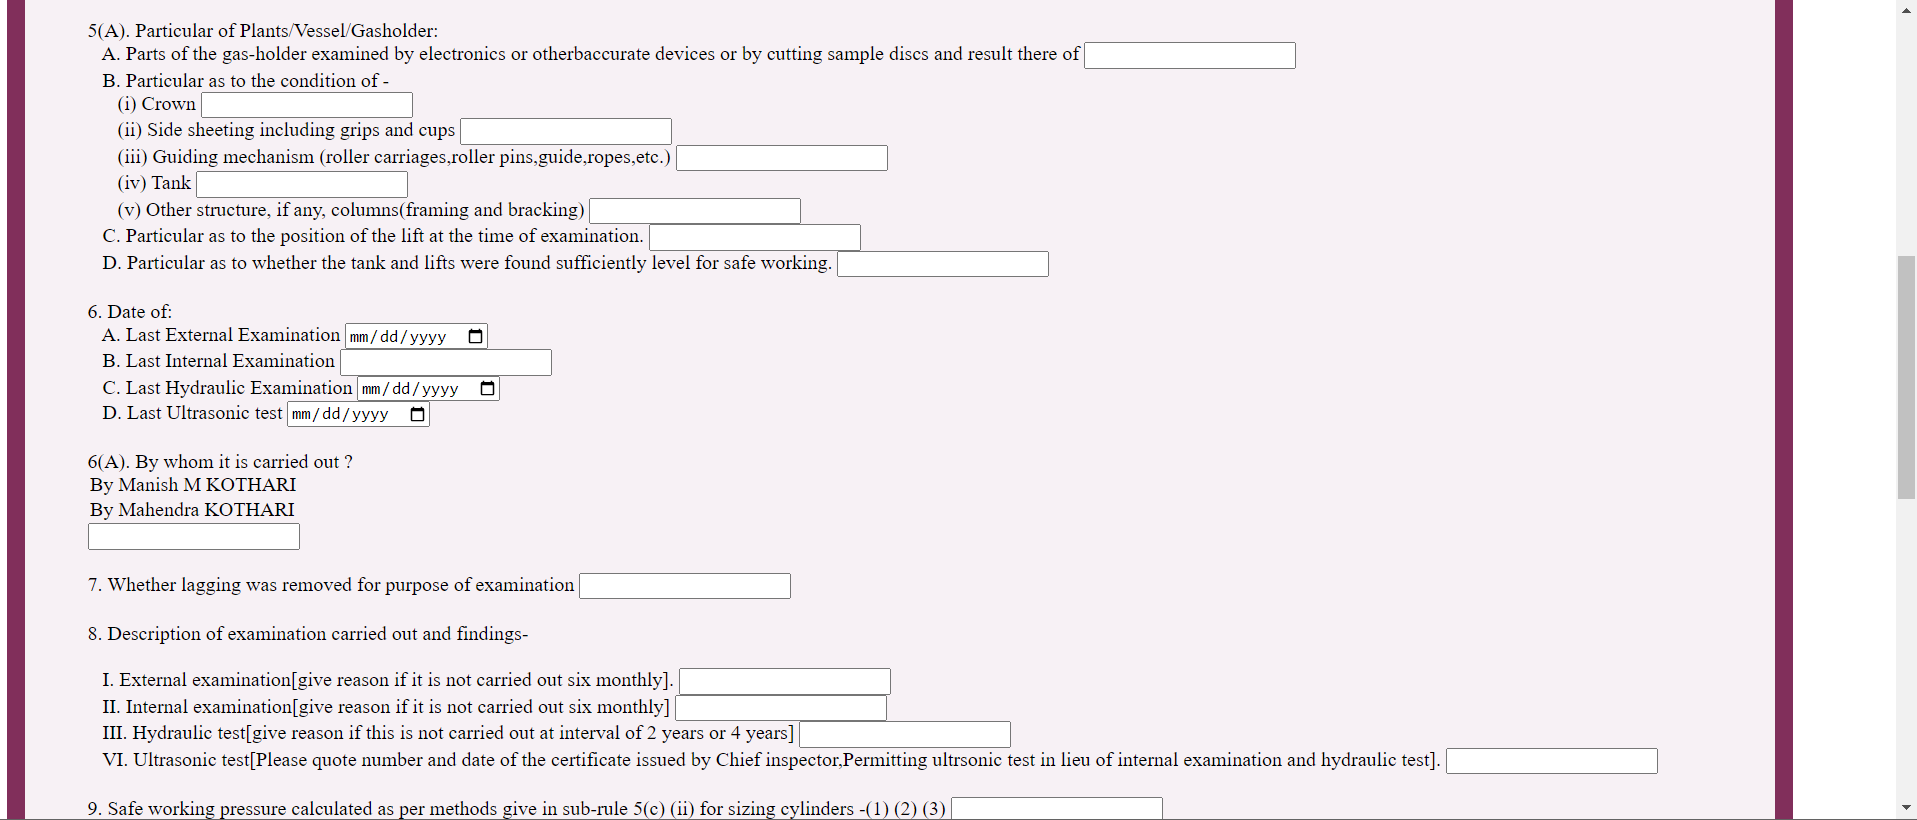 5(A). Particular of Plants/Vessel/Gasholder:
A. Parts of the gas-holder examined by electronics or otherbaccurate devices or by cutting sample discs and result there of
B. Particular as to the condition of -
(i) Crown
(ii) Side sheeting including grips and cups
(iii) Guiding mechanism (roller carriages,roller pins,guide,ropes,etc.)
(iv) Tank
(v) Other structure, if any, columns(framing and bracking)
C. Particular as to the position of the lift at the time of examination.
D. Particular as to whether the tank and lifts were found sufficiently level for safe working.
6. Date of:
A. Last External Examination mm/dd/yyyy
B. Last Internal Examination
C. Last Hydraulic Examination mm/dd/yyyy
D. Last Ultrasonic test mm/dd/yyyy
6(A). By whom it is carried out ?
By Manish M KOTHARI
By Mahendra KOTHARI
7. Whether lagging was removed for purpose of examination
8. Description of examination carried out and findings-
I. External examination[give reason if it is not carried out six monthly].
II. Internal examination[give reason if it is not carried out six monthly]
III. Hydraulic test[give reason if this is not carried out at interval of 2 years or 4 years]
VI. Ultrasonic test[Please quote number and date of the certificate issued by Chief inspector,Permitting ultrsonic test in lieu of internal examination and hydraulic test].
9. Safe working pressure calculated as per methods give in sub-rule 5(c) (ii) for sizing cylinders -(1) (2) (3)